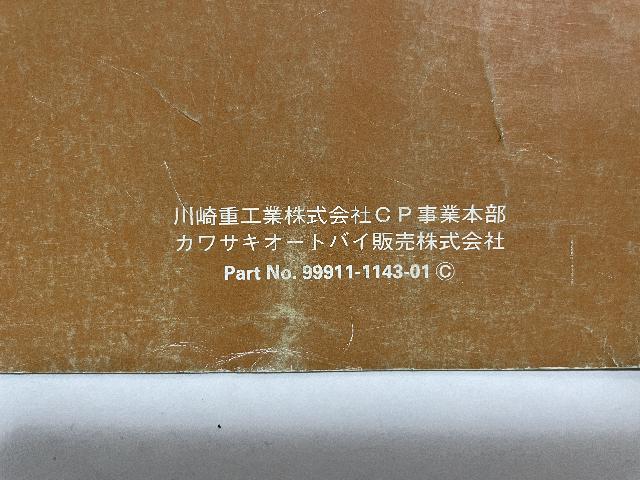 川崎重工業株式会社CP事業本部
カワサキオートバイ販売株式会社
Part No. 99911-1143-01 ©